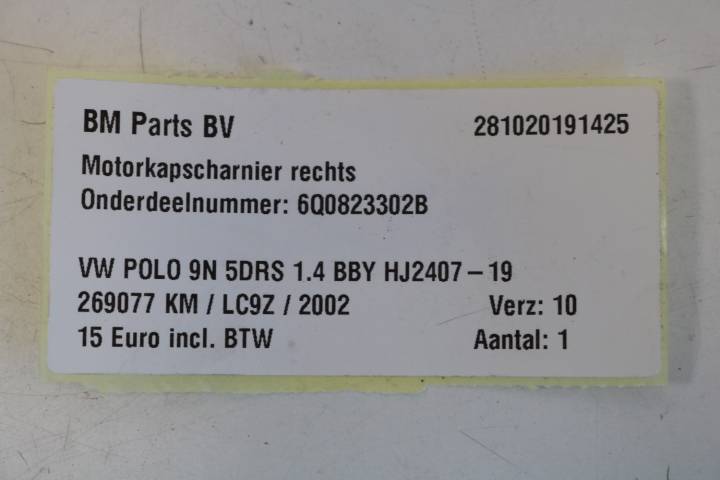 BM Parts BV 281020191425
Motorkapscharnier rechts
Onderdeelnummer: 6Q0823302B
VW POLO 9N 5DRS 1.4 BBY HJ2407 - 19
269077 KM / LC9Z / 2002 Verz: 10
15 Euro incl. BTW Aantal: 1